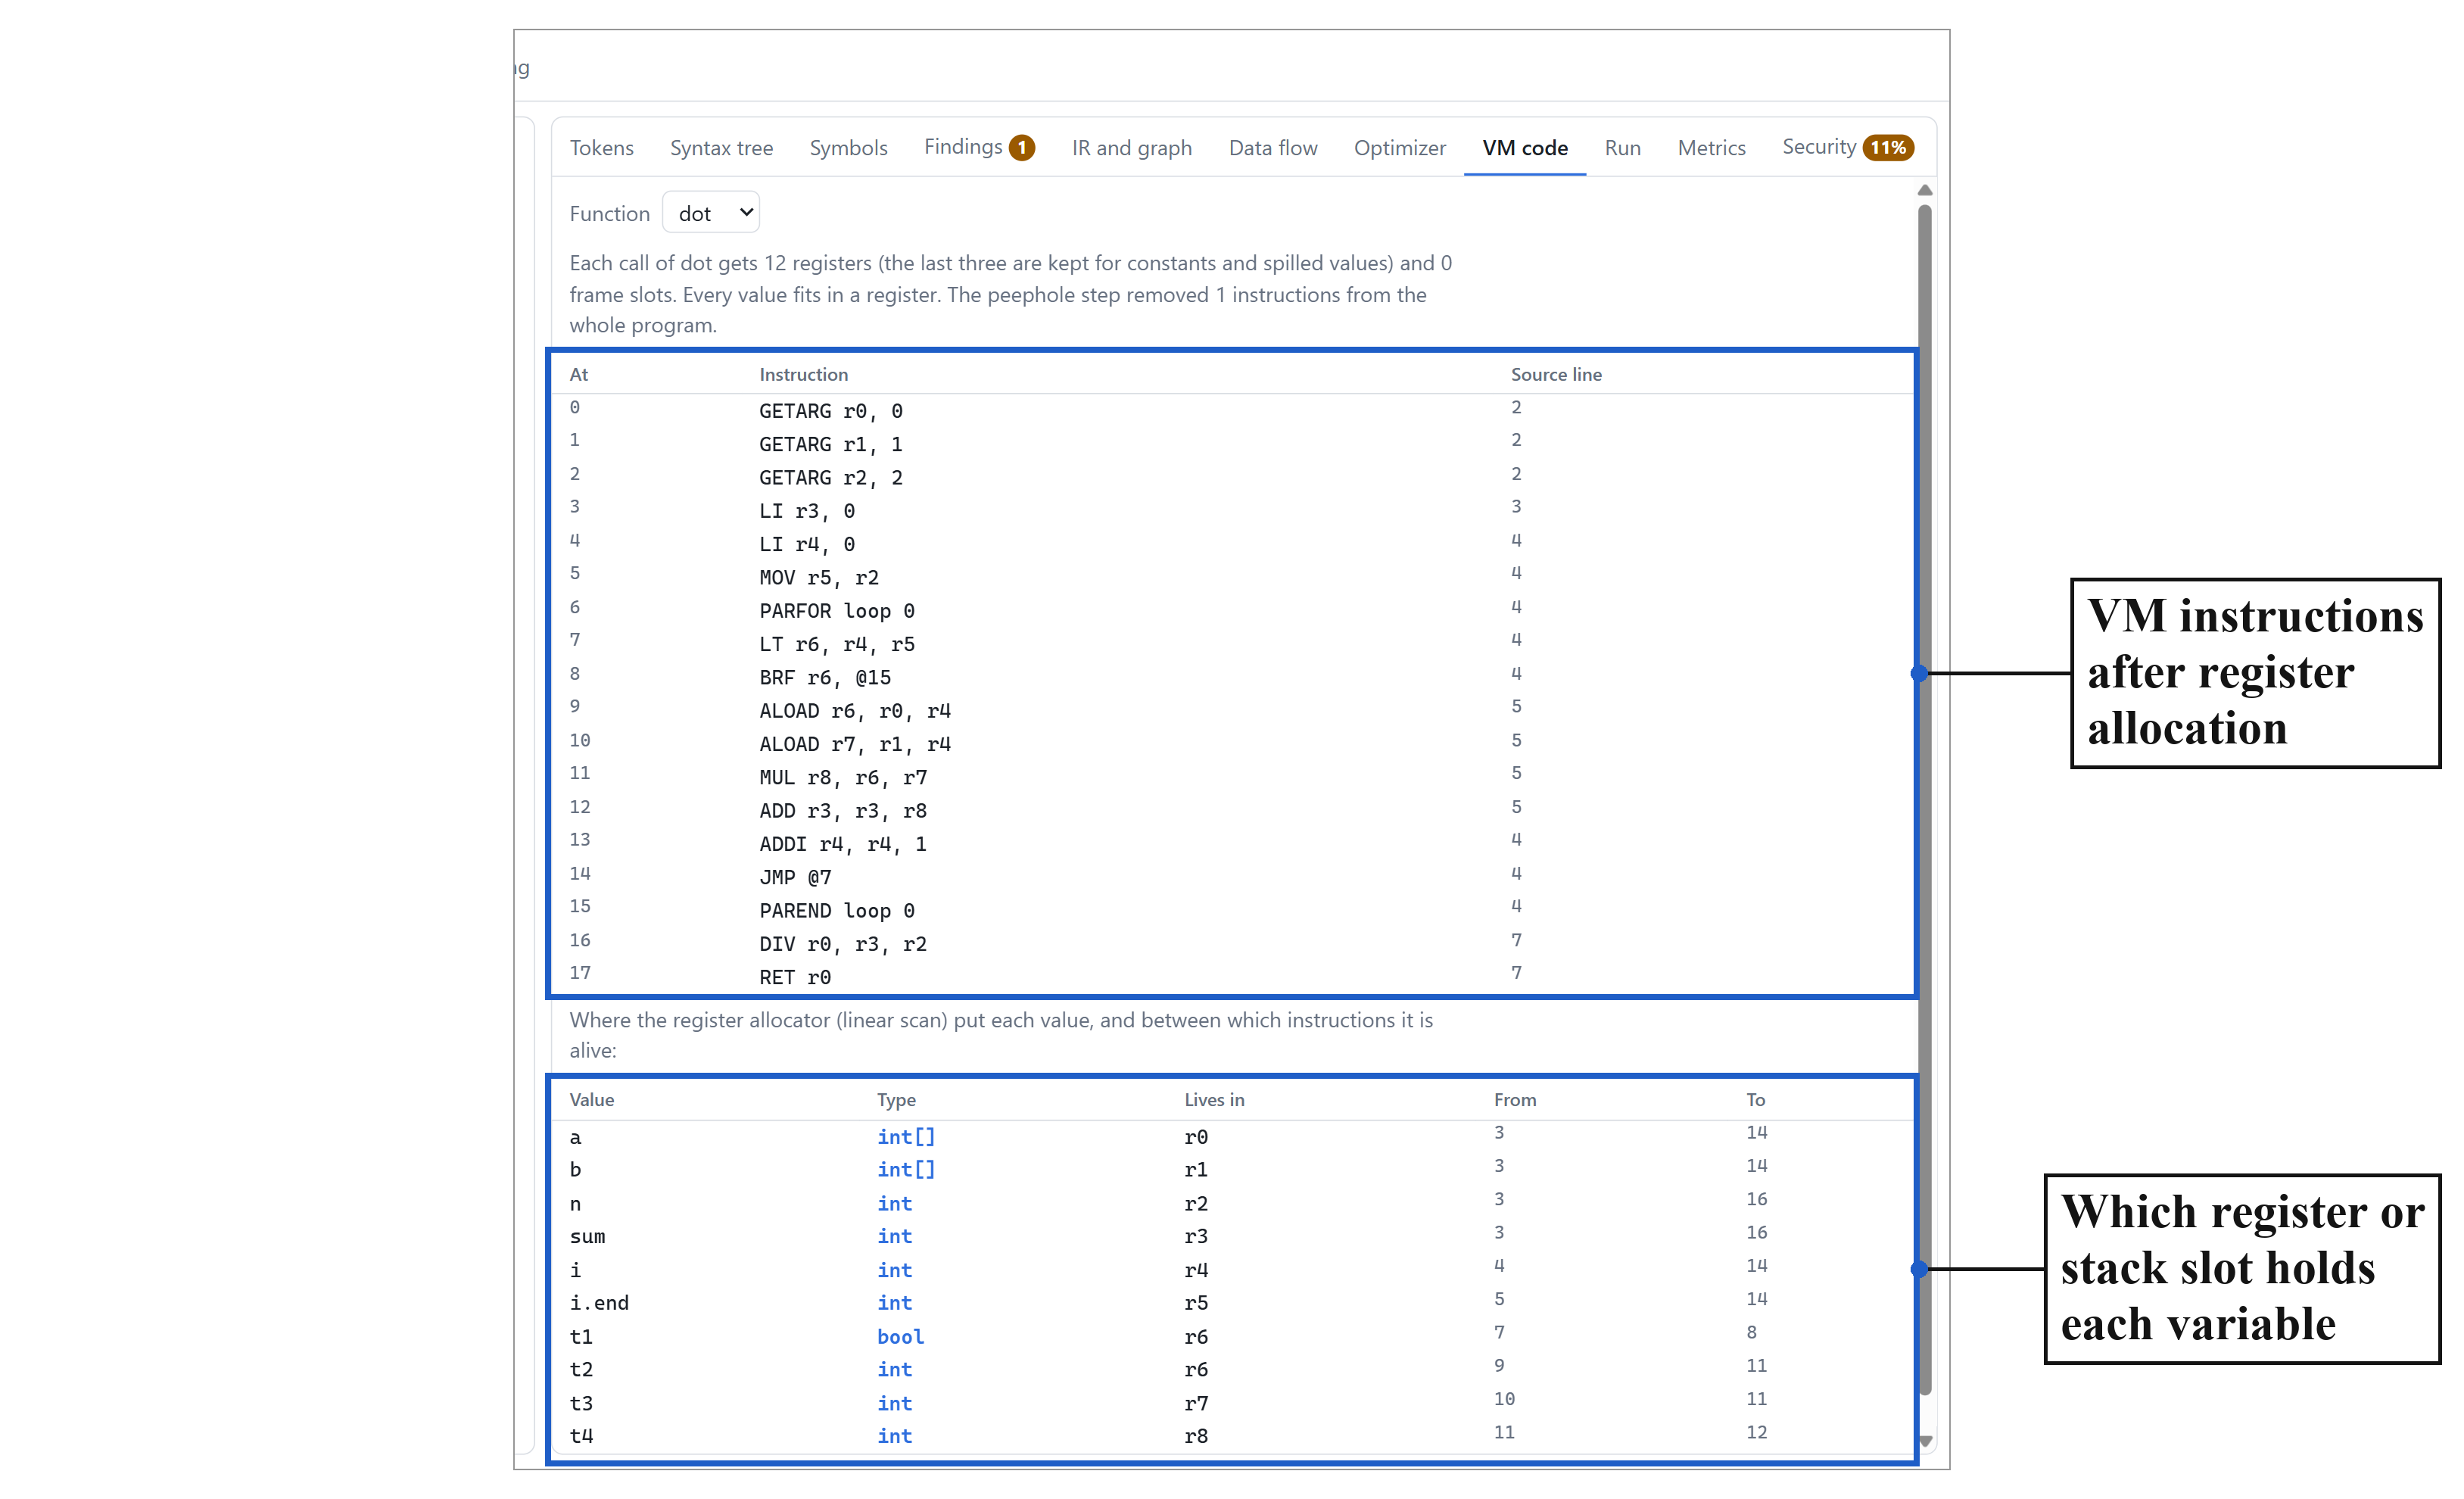 ng
Tokens Syntax tree Symbols Findings 1 IR and graph Data flow Optimizer VM code Run Metrics Security 11%
Function dot
Each call of dot gets 12 registers (the last three are kept for constants and spilled values) and 0
frame slots. Every value fits in a register. The peephole step removed 1 instructions from the
whole program.
At Instruction Source line
0 GETARG r0, 0 2
1 GETARG r1, 1 2
2 GETARG r2, 2 2
3 LI r3, 0 3
4 LI r4, 0 4
5 MOV r5, r2 4
6 PARFOR loop 0 4
7 LT r6, r4, r5 4
8 BRF r6, @15 4
9 ALOAD r6, r0, r4 5
10 ALOAD r7, r1, r4 5
11 MUL r8, r6, r7 5
12 ADD r3, r3, r8 5
13 ADDI r4, r4, 1 4
14 JMP @7 4
15 PAREND loop 0 4
16 DIV r0, r3, r2 7
17 RET r0 7
VM instructions
after register
allocation
Where the register allocator (linear scan) put each value, and between which instructions it is
alive:
Value Type Lives in From To
a int[] r0 3 14
b int[] r1 3 14
n int r2 3 16
sum int r3 3 16
i int r4 4 14
i.end int r5 5 14
t1 bool r6 7 8
t2 int r6 9 11
t3 int r7 10 11
t4 int r8 11 12
Which register or
stack slot holds
each variable